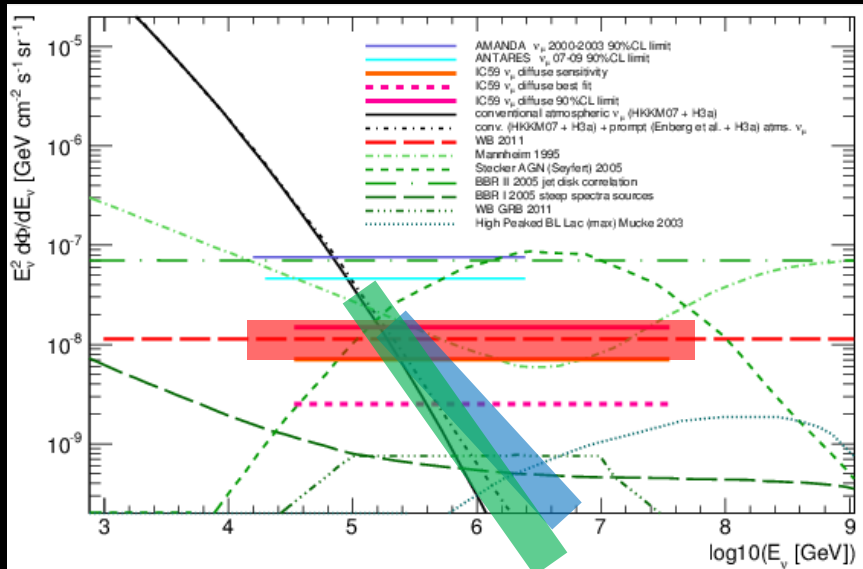 E_ν^2 dΦ/dE_ν [GeV cm^-2 s^-1 sr^-1]
10^-5
10^-6
10^-7
10^-8
10^-9
AMANDA ν_μ 2000-2003 90%CL limit
ANTARES ν_μ 07-09 90%CL limit
IC59 ν_μ diffuse sensitivity
IC59 ν_μ diffuse best fit
IC59 ν_μ diffuse 90%CL limit
conventional atmospheric ν_μ (HKKM07 + H3a)
conv. (HKKM07 + H3a) + prompt (Enberg et al. + H3a) atms. ν_μ
WB 2011
Mannheim 1995
Stecker AGN (Seyfert) 2005
BBR II 2005 jet disk correlation
BBR I 2005 steep spectra sources
WB GRB 2011
High Peaked BL Lac (max) Mucke 2003
3 4 5 6 7 8 9
log10(E_ν [GeV])